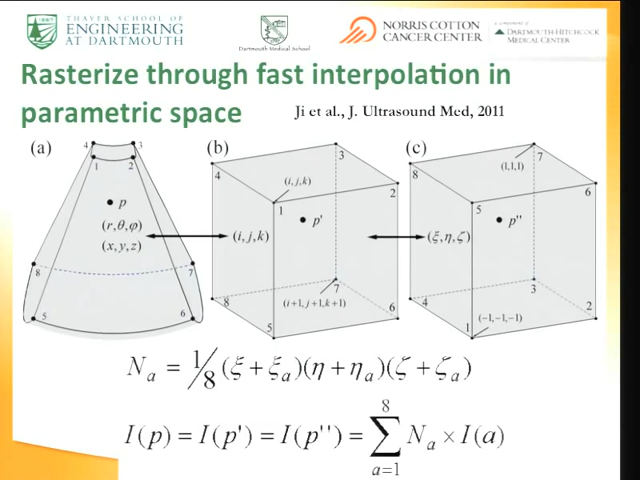 THAYER SCHOOL OF
ENGINEERING
AT DARTMOUTH
Dartmouth Medical School
NORRIS COTTON
CANCER CENTER
a component of
DARTMOUTH-HITCHCOCK
MEDICAL CENTER
Rasterize through fast interpolation in
parametric space
Ji et al., J. Ultrasound Med, 2011
(a)
4
3
1
2
p
(r,θ,φ)
(x,y,z)
8
7
5
6
(b)
3
4
(i,j,k)
2
1
p'
(i,j,k)
7
(i+1, j+1,k+1)
8
6
5
(c)
7
8
(1,1,1)
6
5
p''
(ξ,η,ζ)
3
4
2
(−1,−1,−1)
1
N_a = 1/8 (ξ + ξ_a)(η + η_a)(ζ + ζ_a)
I(p) = I(p') = I(p'') = ∑_{a=1}^{8} N_a × I(a)